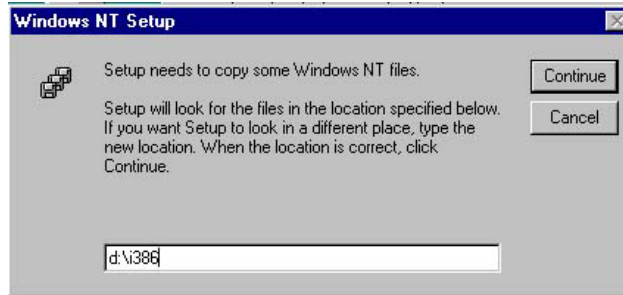 Windows NT Setup
Setup needs to copy some Windows NT files.
Continue
Setup will look for the files in the location specified below.
If you want Setup to look in a different place, type the
new location. When the location is correct, click
Continue.
Cancel
d:\i386